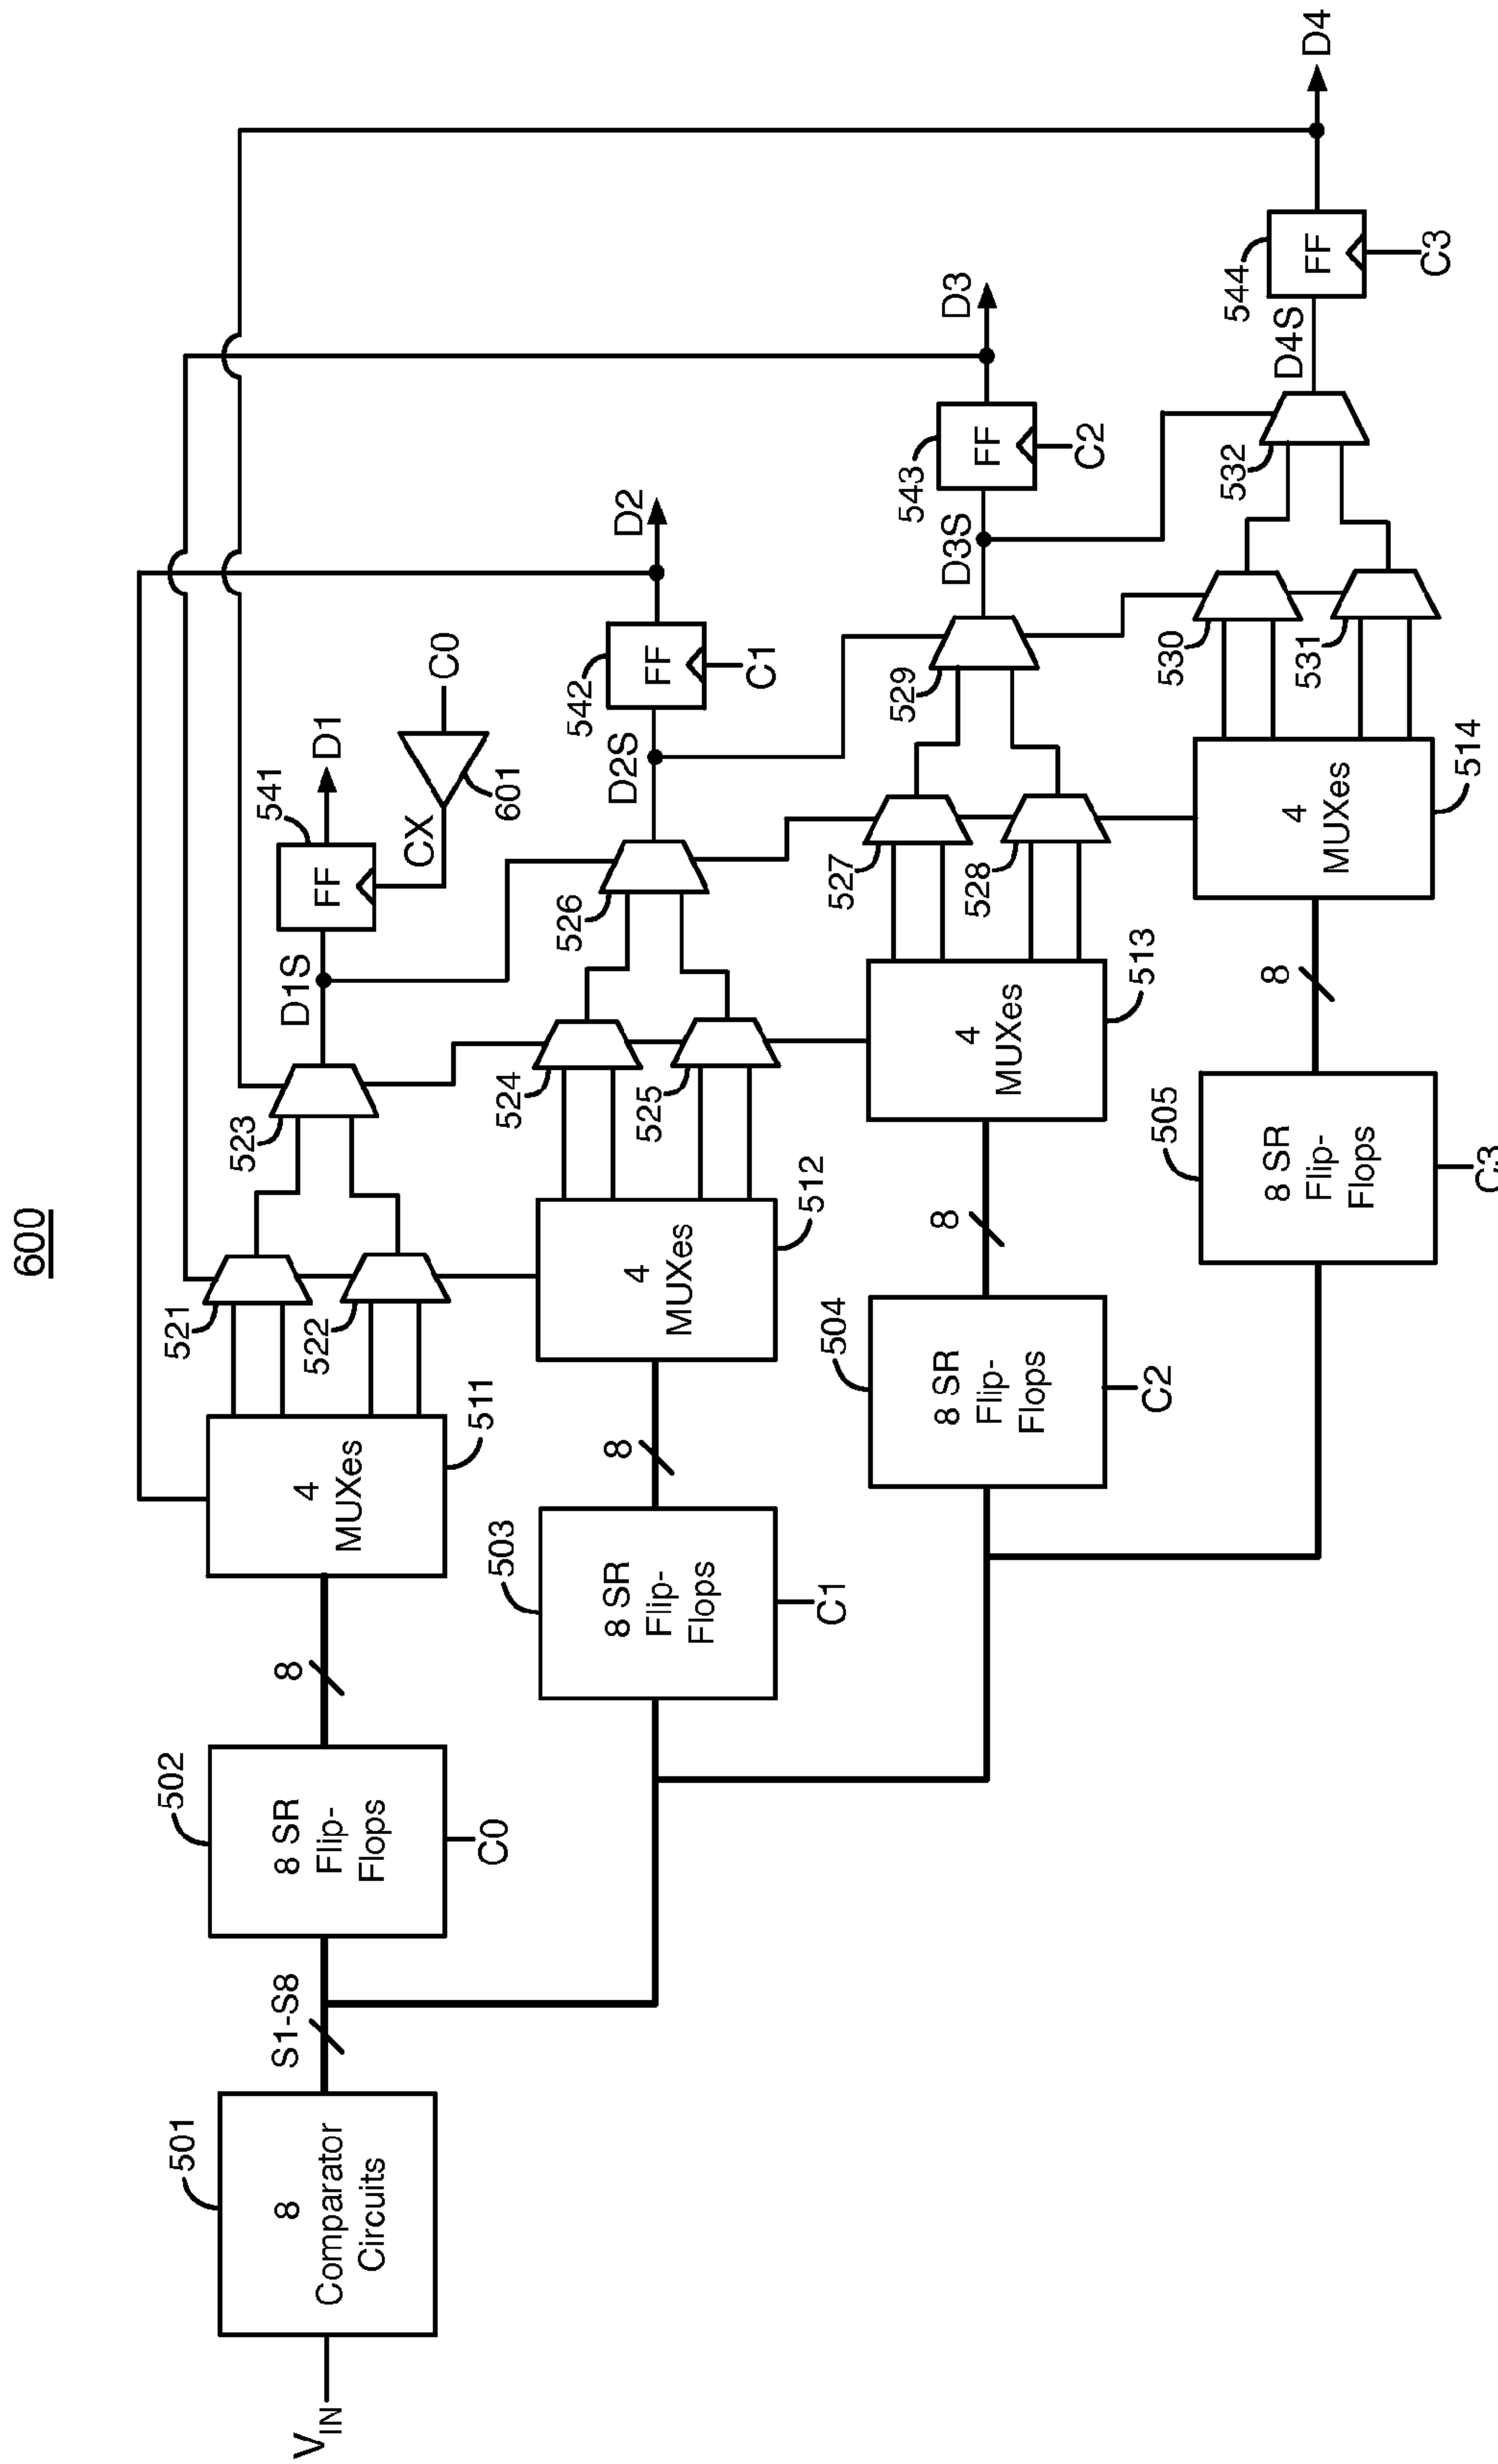 600
V_IN
501
8
Comparator
Circuits
S1-S8
502
8 SR
Flip-
Flops
C0
8
511
4
MUXes
521
522
523
D1S
541
FF
D1
CX
601
C0
503
8 SR
Flip-
Flops
C1
8
512
4
MUXes
524
525
526
D2S
542
FF
C1
D2
504
8 SR
Flip-
Flops
C2
8
513
4
MUXes
527
528
529
D3S
543
FF
C2
D3
505
8 SR
Flip-
Flops
C3
8
514
4
MUXes
530
531
532
D4S
544
FF
C3
D4